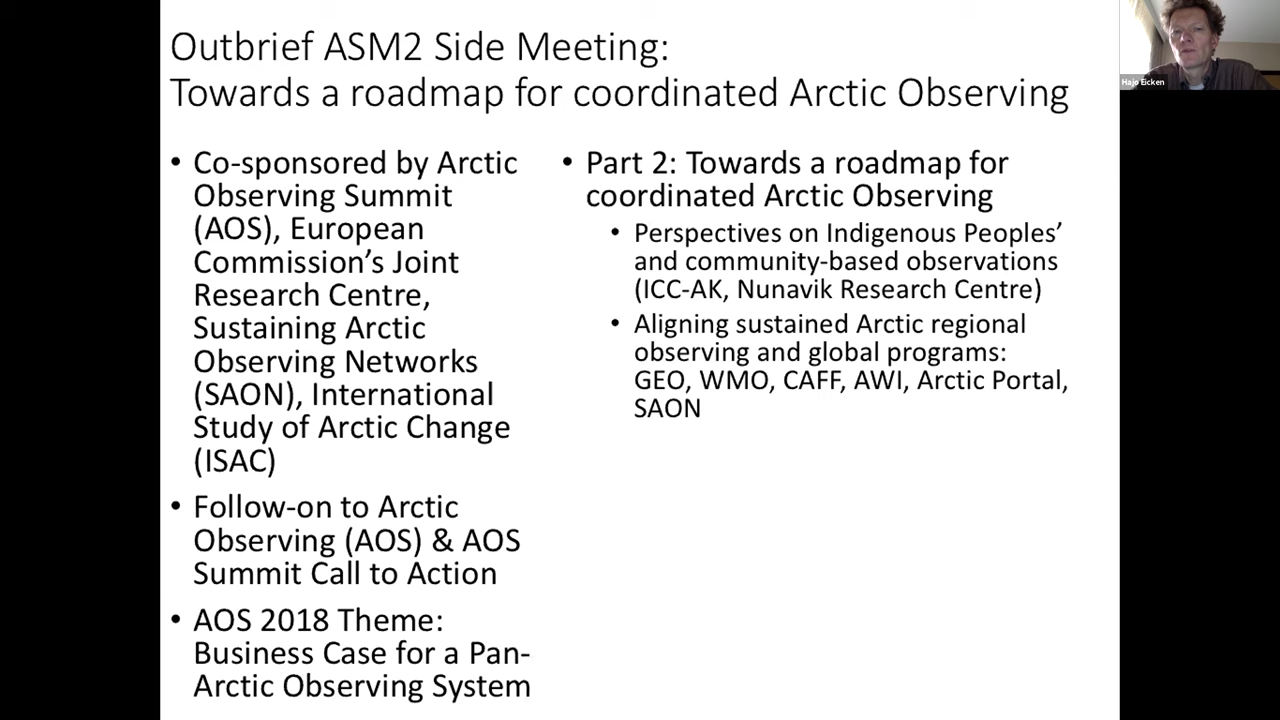 Outbrief ASM2 Side Meeting:
Towards a roadmap for coordinated Arctic Observing
• Co-sponsored by Arctic
Observing Summit
(AOS), European
Commission’s Joint
Research Centre,
Sustaining Arctic
Observing Networks
(SAON), International
Study of Arctic Change
(ISAC)
• Follow-on to Arctic
Observing (AOS) & AOS
Summit Call to Action
• AOS 2018 Theme:
Business Case for a Pan-
Arctic Observing System
• Part 2: Towards a roadmap for
coordinated Arctic Observing
• Perspectives on Indigenous Peoples’
and community-based observations
(ICC-AK, Nunavik Research Centre)
• Aligning sustained Arctic regional
observing and global programs:
GEO, WMO, CAFF, AWI, Arctic Portal,
SAON
Hajo Eicken